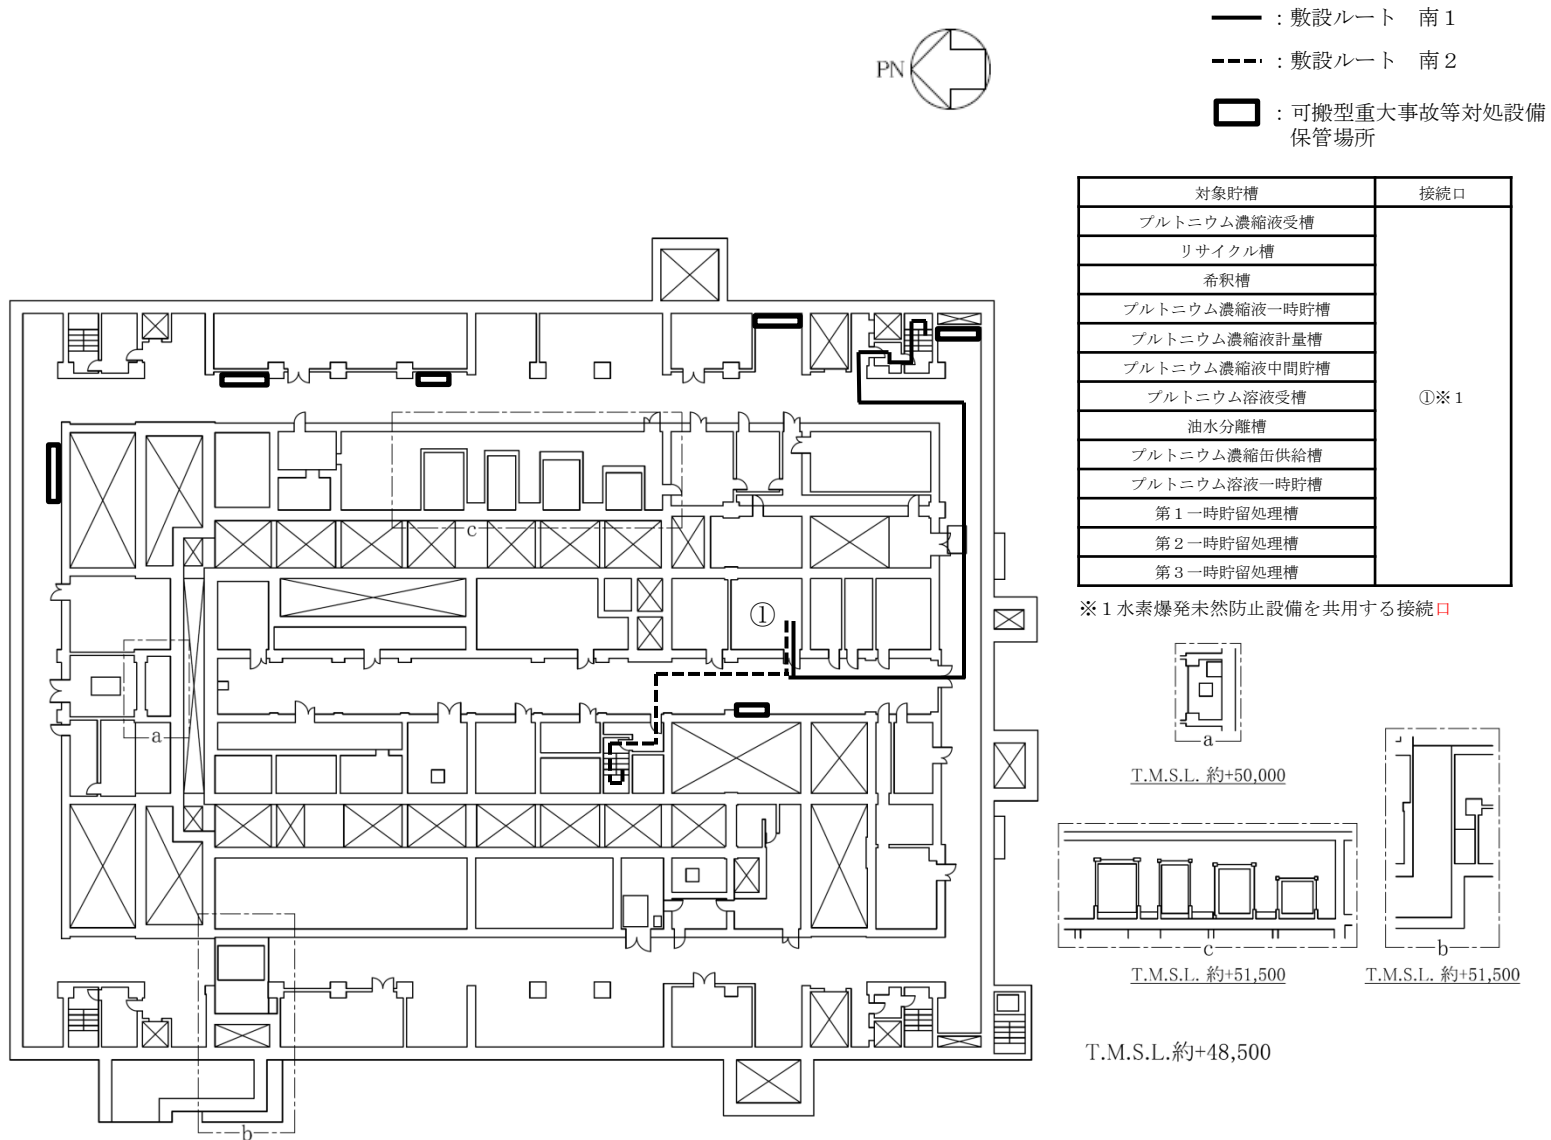 ：敷設ルート　南１
：敷設ルート　南２
：可搬型重大事故等対処設備
保管場所
PN
対象貯槽　接続口
プルトニウム濃縮液受槽
リサイクル槽
希釈槽
プルトニウム濃縮液一時貯槽
プルトニウム濃縮液計量槽
プルトニウム濃縮液中間貯槽
プルトニウム溶液受槽
①※１
油水分離槽
プルトニウム濃縮缶供給槽
プルトニウム溶液一時貯槽
第１一時貯留処理槽
第２一時貯留処理槽
第３一時貯留処理槽
※１水素爆発未然防止設備を共用する接続口
c
①
a
b
a
T.M.S.L. 約+50,000
c
T.M.S.L. 約+51,500
b
T.M.S.L. 約+51,500
T.M.S.L.約+48,500